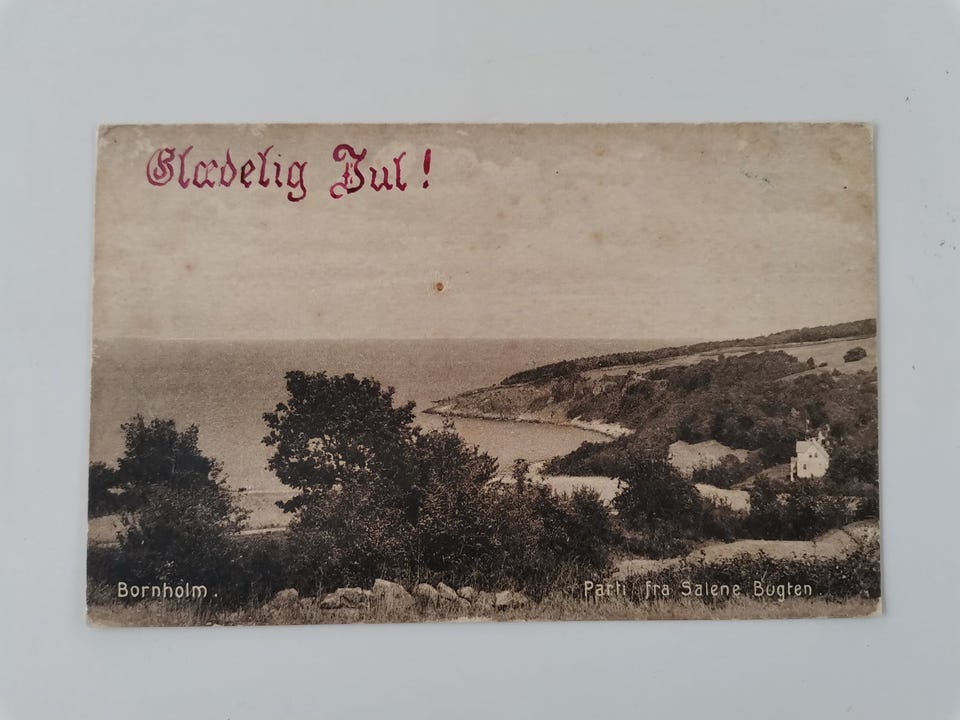 Glædelig Jul!
Bornholm.
Parti fra Salene Bugten.